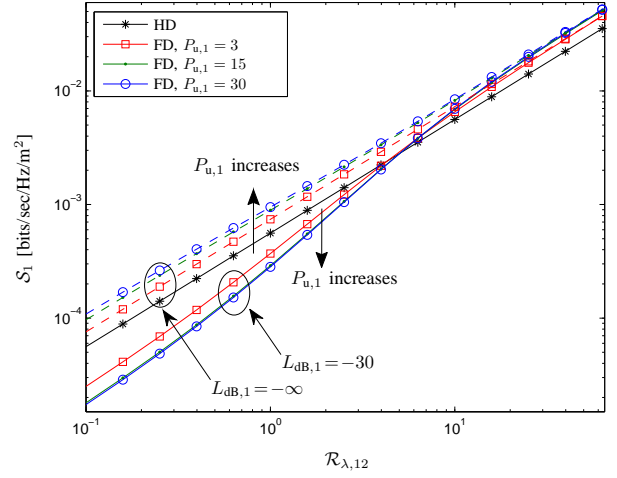 HD
FD, P_{u,1} = 3
FD, P_{u,1} = 15
FD, P_{u,1} = 30
10^{-2}
10^{-3}
10^{-4}
S_1 [bits/sec/Hz/m^2]
P_{u,1} increases
P_{u,1} increases
L_{dB,1} = -30
L_{dB,1} = -∞
10^{-1}
10^{0}
10^{1}
R_{λ,12}